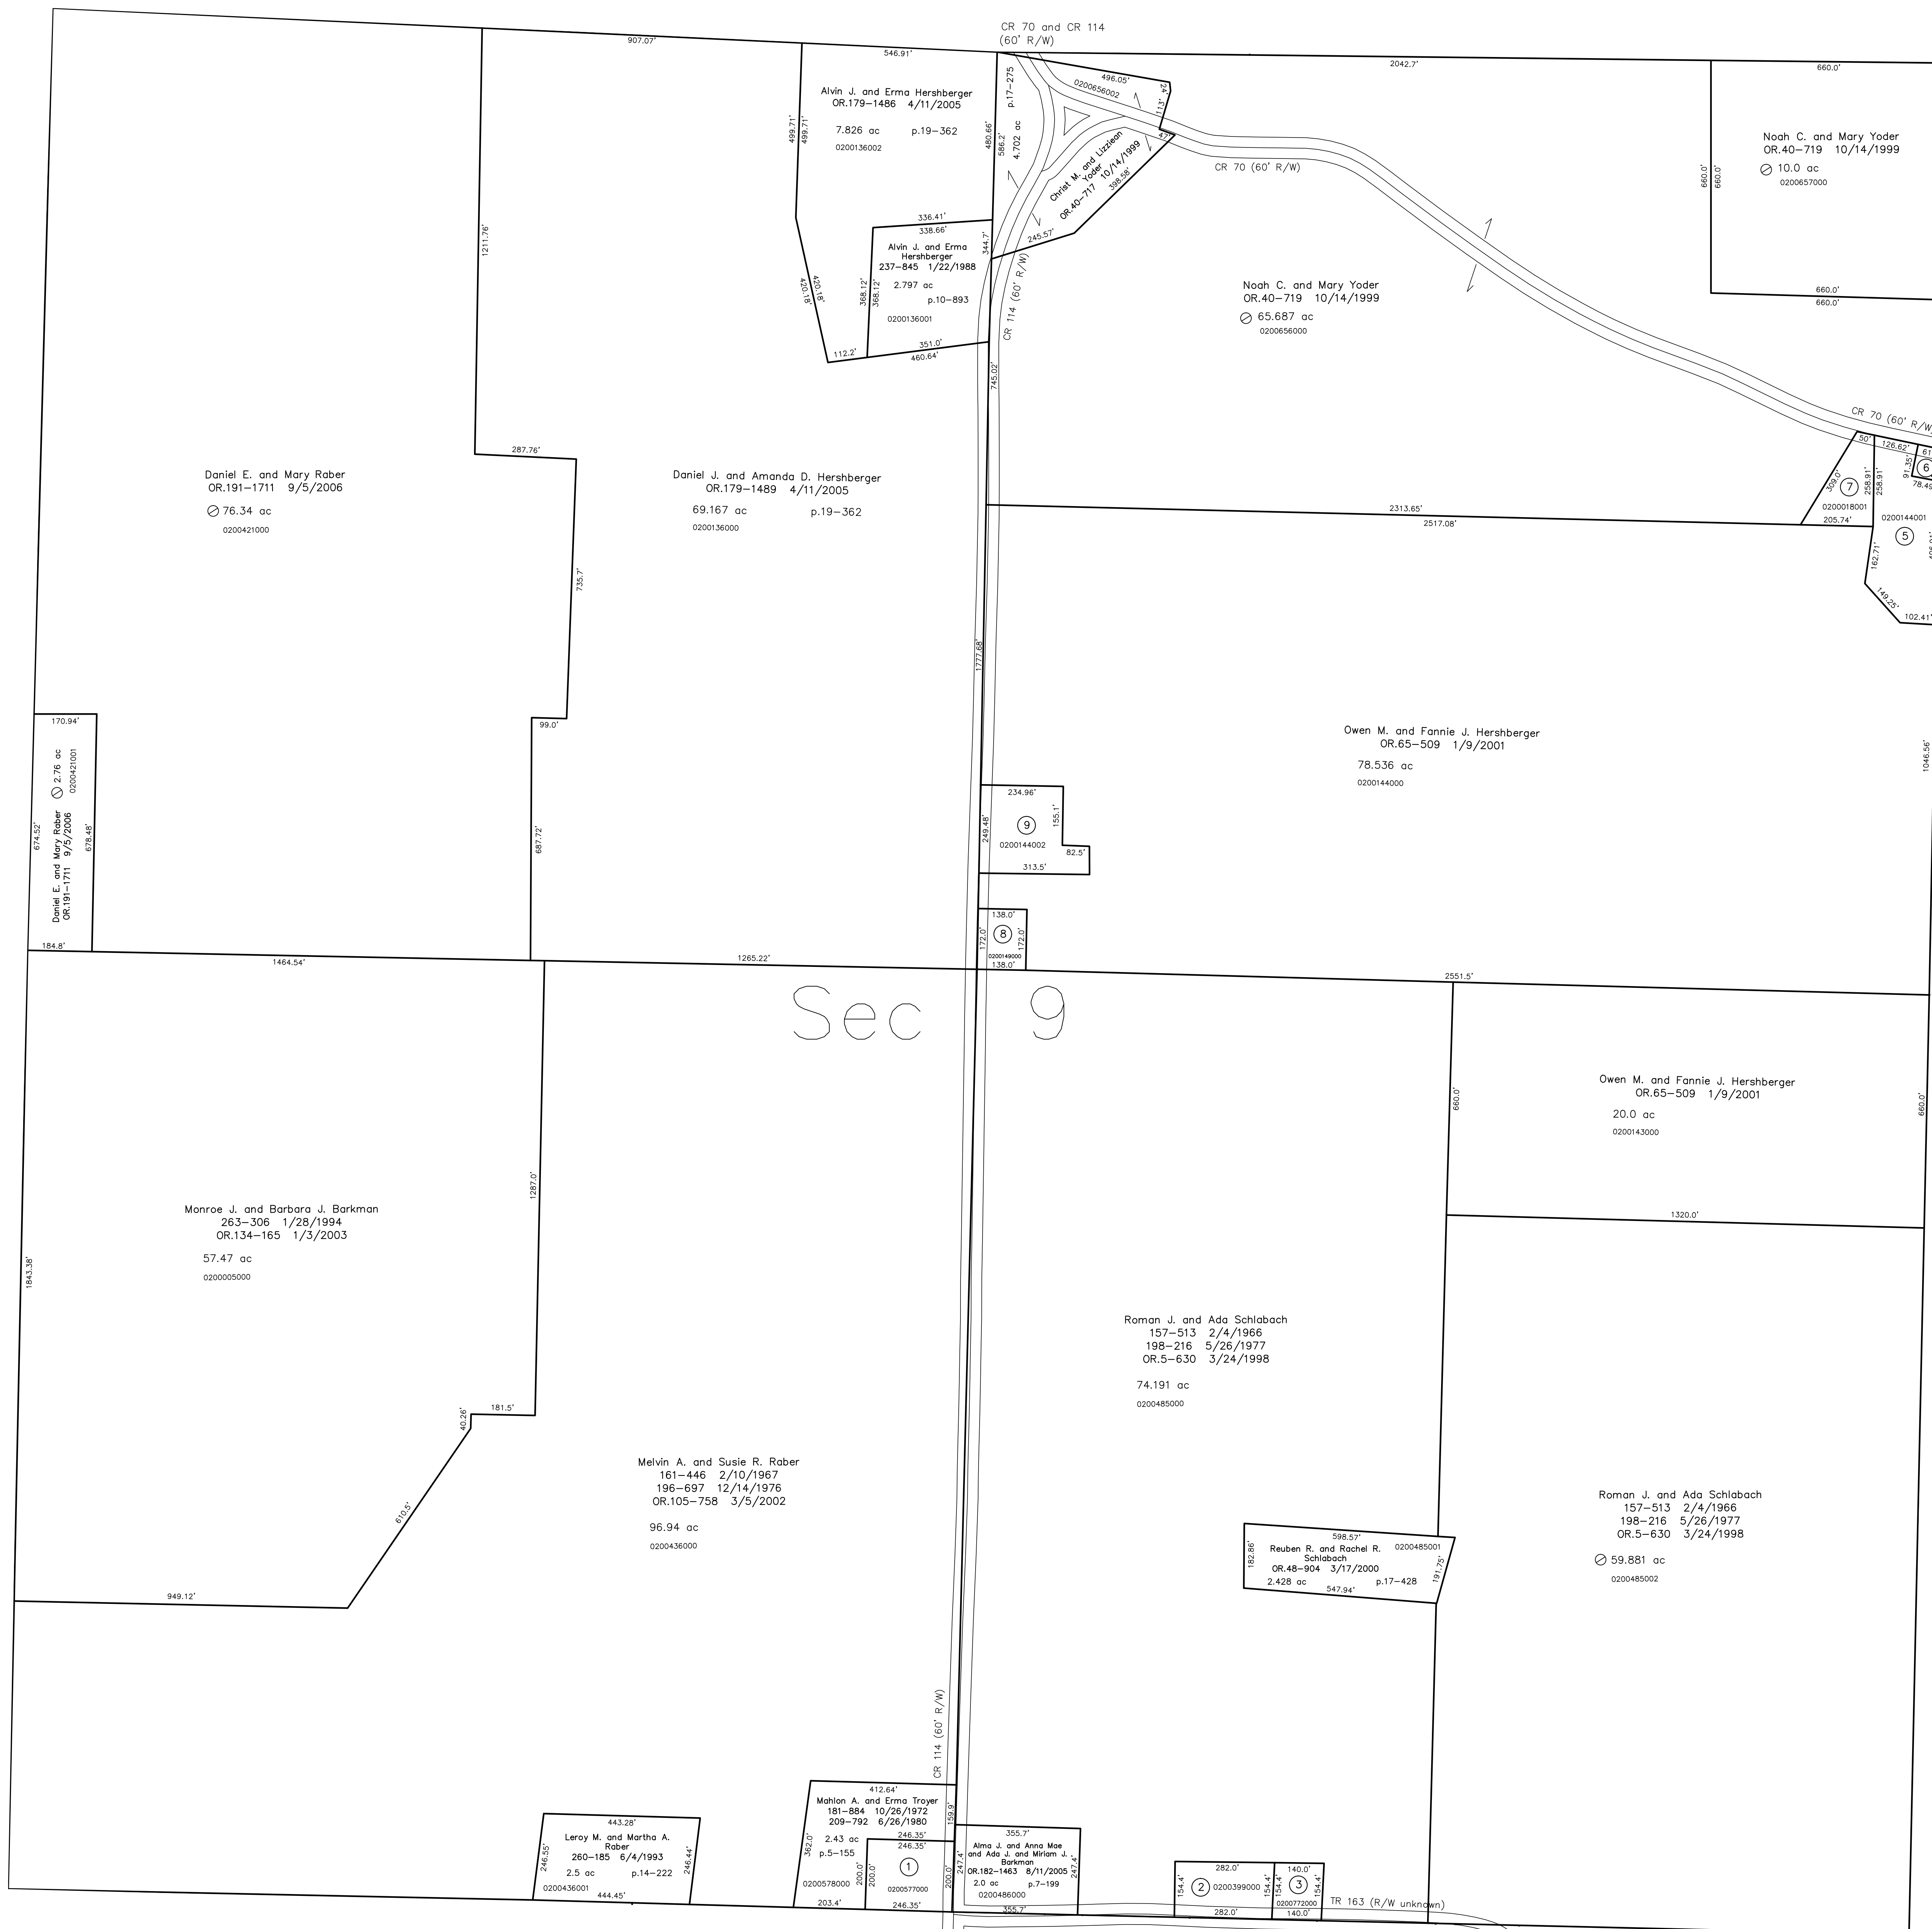 CR 70 and CR 114
(60' R/W)
907.07'
546.91'
2042.7'
660.0'
496.05'
24'
113'
47'
0200656002
p.17-275
4.702 ac
Alvin J. and Erma Hershberger
OR.179-1486 4/11/2005
7.826 ac p.19-362
0200136002
499.71'
499.71'
480.66'
586.2'
Christ M. and Lizziean
Yoder
OR.40-717 10/14/1999
398.58'
245.57'
CR 70 (60' R/W)
Noah C. and Mary Yoder
OR.40-719 10/14/1999
10.0 ac
0200657000
660.0'
660.0'
660.0'
660.0'
1211.76'
336.41'
338.66'
Alvin J. and Erma
Hershberger
237-845 1/22/1988
2.797 ac
p.10-893
0200136001
344.7'
420.18'
420.18'
368.12'
368.12'
351.0'
112.2'
460.64'
CR 114 (60' R/W)
745.02'
Noah C. and Mary Yoder
OR.40-719 10/14/1999
65.687 ac
0200656000
CR 70 (60' R/W)
50'
126.62'
61
91.35'
6
78.49
309.0'
7
258.91'
258.91'
0200018001
205.74'
0200144001
5
162.71'
149.25'
102.41'
287.76'
Daniel E. and Mary Raber
OR.191-1711 9/5/2006
76.34 ac
0200421000
Daniel J. and Amanda D. Hershberger
OR.179-1489 4/11/2005
69.167 ac p.19-362
0200136000
2313.65'
2517.08'
735.7'
1777.68'
170.94'
99.0'
Daniel E. and Mary Raber
OR.191-1711 9/5/2006
2.76 ac
0200421001
674.52'
678.48'
184.8'
687.72'
Owen M. and Fannie J. Hershberger
OR.65-509 1/9/2001
78.536 ac
0200144000
1046.56'
234.96'
155.1'
249.48'
9
0200144002
82.5'
313.5'
138.0'
172.0'
8
172.0'
0200149000
138.0'
1464.54'
1265.22'
2551.5'
Sec 9
660.0'
Owen M. and Fannie J. Hershberger
OR.65-509 1/9/2001
20.0 ac
0200143000
660.0'
1320.0'
1287.0'
Monroe J. and Barbara J. Barkman
263-306 1/28/1994
OR.134-165 1/3/2003
57.47 ac
0200005000
1843.38'
181.5'
40.26'
610.5'
949.12'
Melvin A. and Susie R. Raber
161-446 2/10/1967
196-697 12/14/1976
OR.105-758 3/5/2002
96.94 ac
0200436000
Roman J. and Ada Schlabach
157-513 2/4/1966
198-216 5/26/1977
OR.5-630 3/24/1998
74.191 ac
0200485000
Roman J. and Ada Schlabach
157-513 2/4/1966
198-216 5/26/1977
OR.5-630 3/24/1998
59.881 ac
0200485002
598.57'
182.86'
Reuben R. and Rachel R.
Schlabach
OR.48-904 3/17/2000
0200485001
2.428 ac p.17-428
547.94'
191.75'
CR 114 (60' R/W)
443.28'
Leroy M. and Martha A.
Raber
260-185 6/4/1993
2.5 ac p.14-222
0200436001
444.45'
246.55'
246.44'
412.64'
Mahlon A. and Erma Troyer
181-884 10/26/1972
209-792 6/26/1980
2.43 ac
p.5-155
0200578000
362.0'
203.4'
159.9'
246.35'
246.35'
200.0'
200.0'
1
0200577000
200.0'
246.35'
355.7'
Alma J. and Anna Mae
and Ada J. and Miriam J.
Barkman
OR.182-1463 8/11/2005
2.0 ac p.7-199
0200486000
247.4'
247.4'
355.7'
282.0'
154.4'
2
0200399000
154.4'
282.0'
140.0'
154.4'
3
154.4'
0200772000
140.0'
TR 163 (R/W unknown)